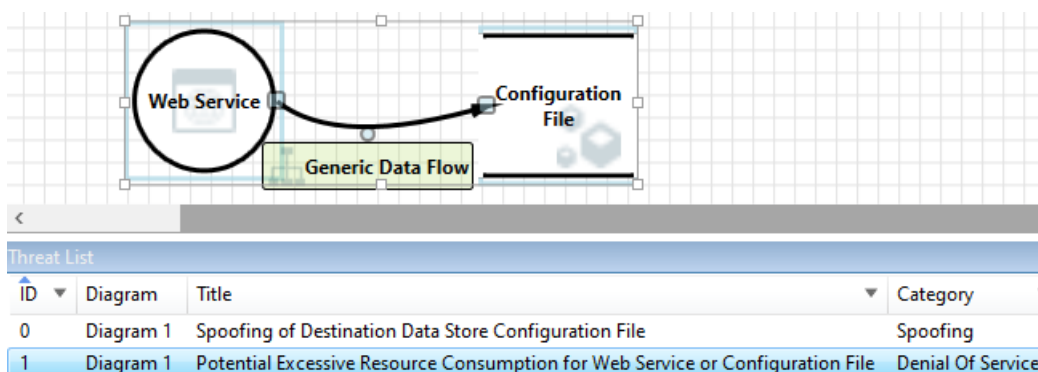 Web Service
Configuration
File
Generic Data Flow
Threat List
ID Diagram Title Category
0 Diagram 1 Spoofing of Destination Data Store Configuration File Spoofing
1 Diagram 1 Potential Excessive Resource Consumption for Web Service or Configuration File Denial Of Service